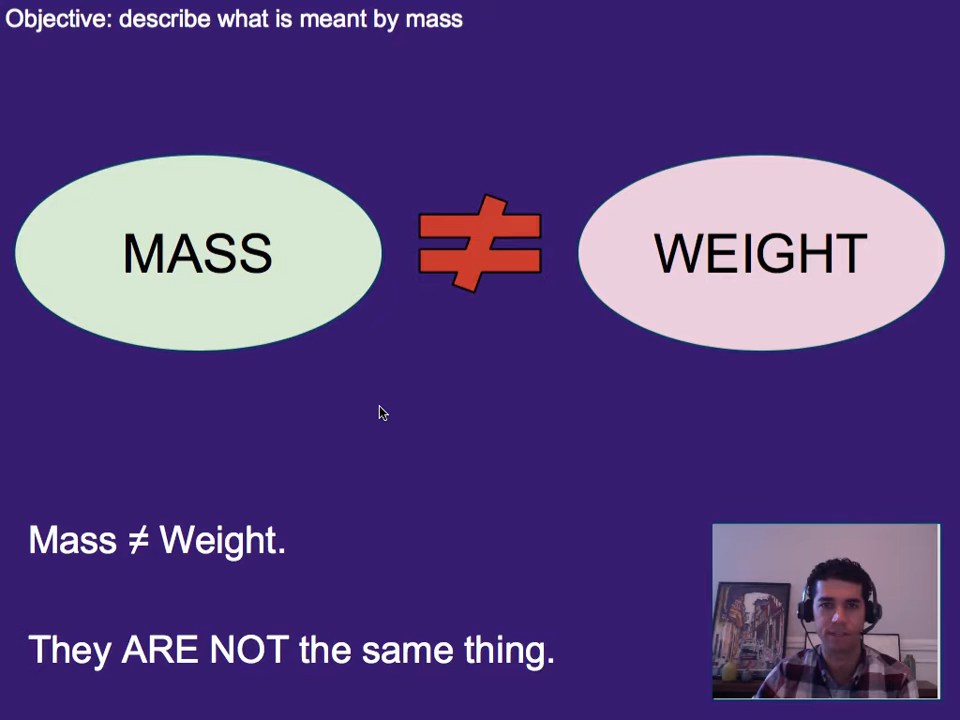 Objective: describe what is meant by mass
MASS
≠
WEIGHT
Mass ≠ Weight.
They ARE NOT the same thing.